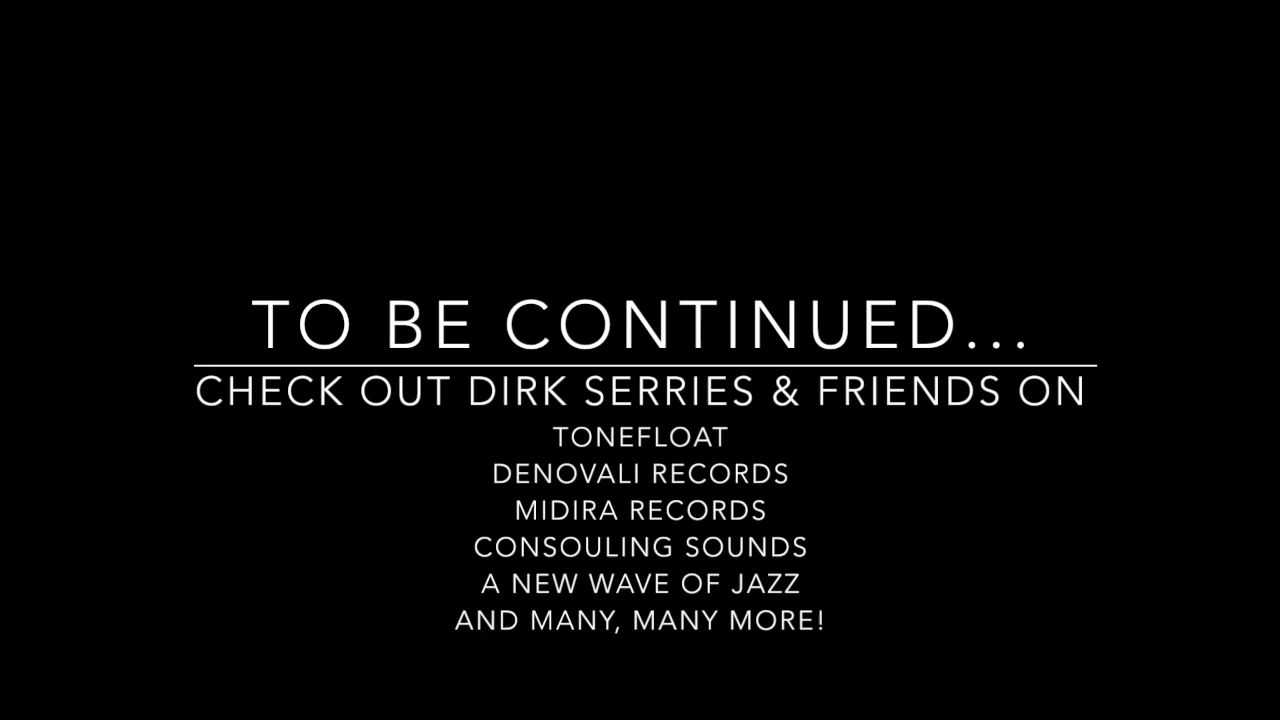 TO BE CONTINUED...
CHECK OUT DIRK SERRIES & FRIENDS ON
TONEFLOAT
DENOVALI RECORDS
MIDIRA RECORDS
CONSOULING SOUNDS
A NEW WAVE OF JAZZ
AND MANY, MANY MORE!